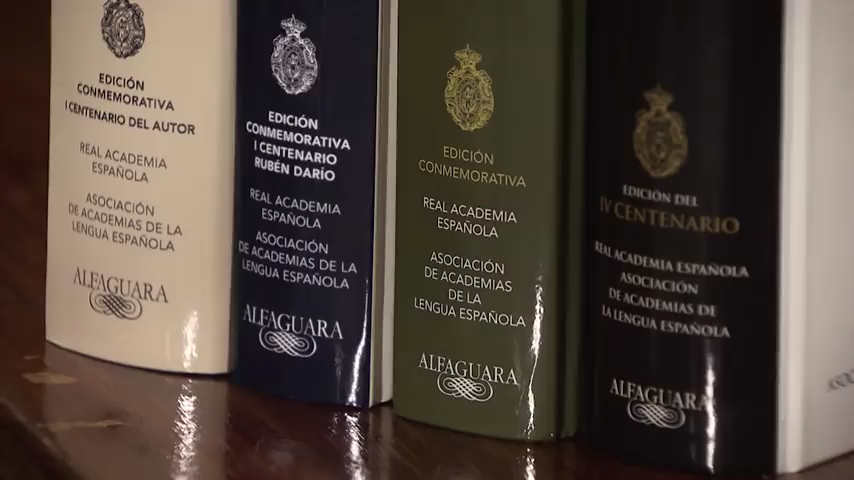 EDICIÓN
CONMEMORATIVA
I CENTENARIO DEL AUTOR
REAL ACADEMIA
ESPAÑOLA
ASOCIACIÓN
DE ACADEMIAS DE LA
LENGUA ESPAÑOLA
ALFAGUARA
EDICIÓN
CONMEMORATIVA
I CENTENARIO
RUBÉN DARÍO
REAL ACADEMIA
ESPAÑOLA
ASOCIACIÓN
DE ACADEMIAS DE LA
LENGUA ESPAÑOLA
ALFAGUARA
EDICIÓN
CONMEMORATIVA
REAL ACADEMIA
ESPAÑOLA
ASOCIACIÓN
DE ACADEMIAS
DE LA
LENGUA ESPAÑOLA
ALFAGUARA
EDICIÓN DEL
IV CENTENARIO
REAL ACADEMIA ESPAÑOLA
ASOCIACIÓN
DE ACADEMIAS DE
LA LENGUA ESPAÑOLA
ALFAGUARA